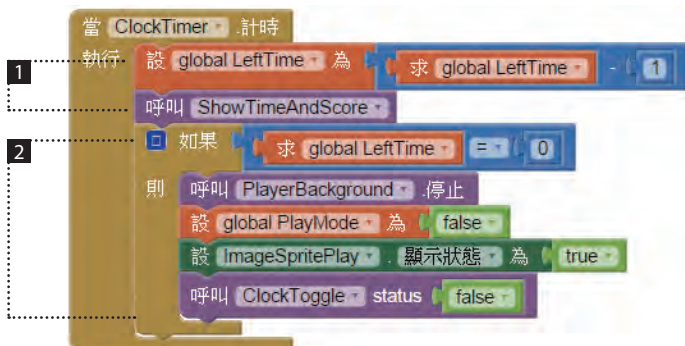 當 ClockTimer .計時
執行 設 global LeftTime 為 求 global LeftTime - 1
1
呼叫 ShowTimeAndScore
2
如果 求 global LeftTime = 0
則 呼叫 PlayerBackground .停止
設 global PlayMode 為 false
設 ImageSpritePlay . 顯示狀態 為 true
呼叫 ClockToggle status false